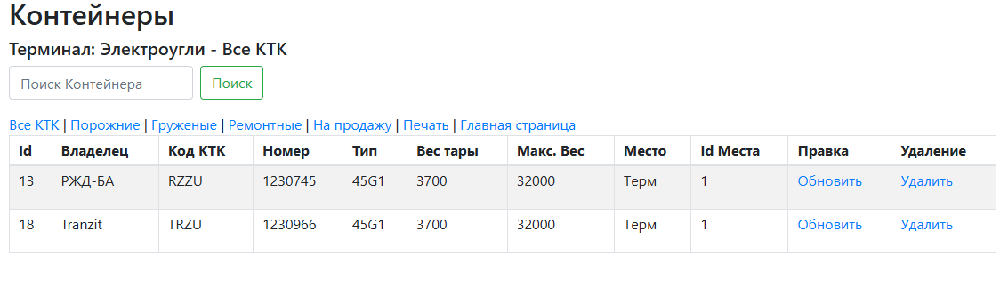 Контейнеры
Терминал: Электроугли - Все КТК
Поиск Контейнера Поиск
Все КТК | Порожние | Груженые | Ремонтные | На продажу | Печать | Главная страница
Id Владелец Код КТК Номер Тип Вес тары Макс. Вес Место Id Места Правка Удаление
13 РЖД-БА RZZU 1230745 45G1 3700 32000 Терм 1 Обновить Удалить
18 Tranzit TRZU 1230966 45G1 3700 32000 Терм 1 Обновить Удалить